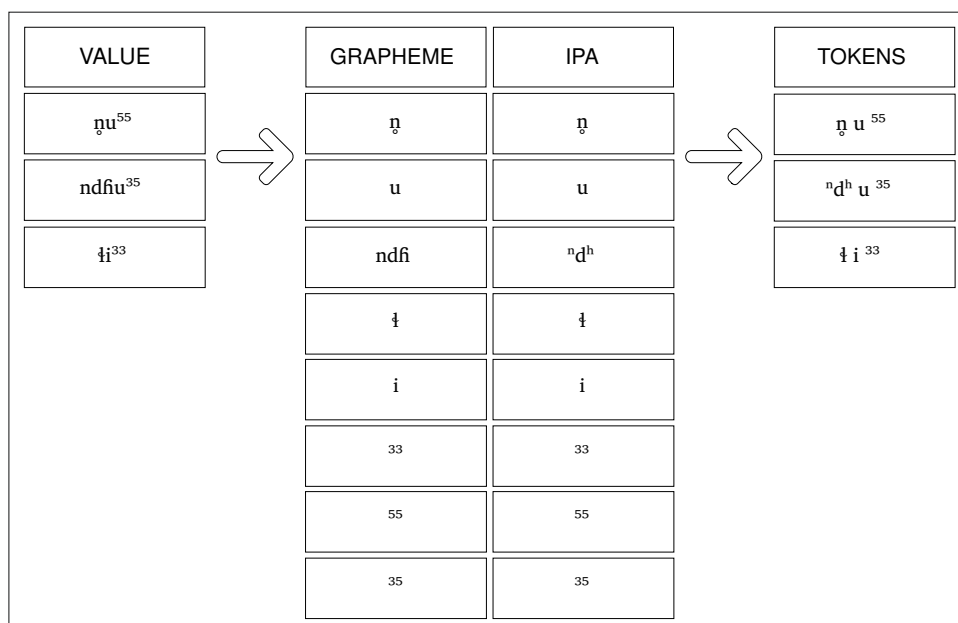 VALUE GRAPHEME IPA TOKENS
n̥u⁵⁵ n̥ n̥ n̥ u ⁵⁵
ndɦu³⁵ u u ⁿdʰ u ³⁵
ɬi³³ ndɦ ⁿdʰ ɬ i ³³
ɬ ɬ
i i
³³ ³³
⁵⁵ ⁵⁵
³⁵ ³⁵